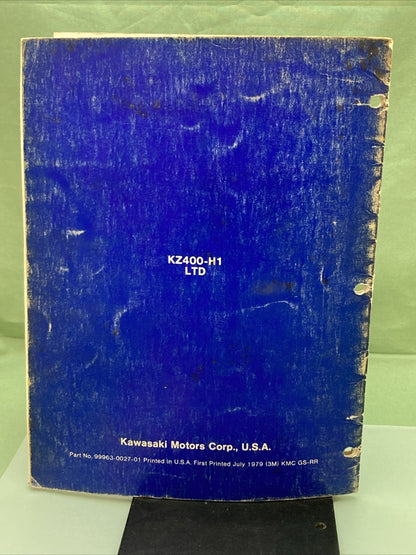 KZ400-H1
LTD
Kawasaki Motors Corp., U.S.A.
Part No. 99963-0027-01 Printed in U.S.A. First Printed July 1979 (3M) KMC GS-RR